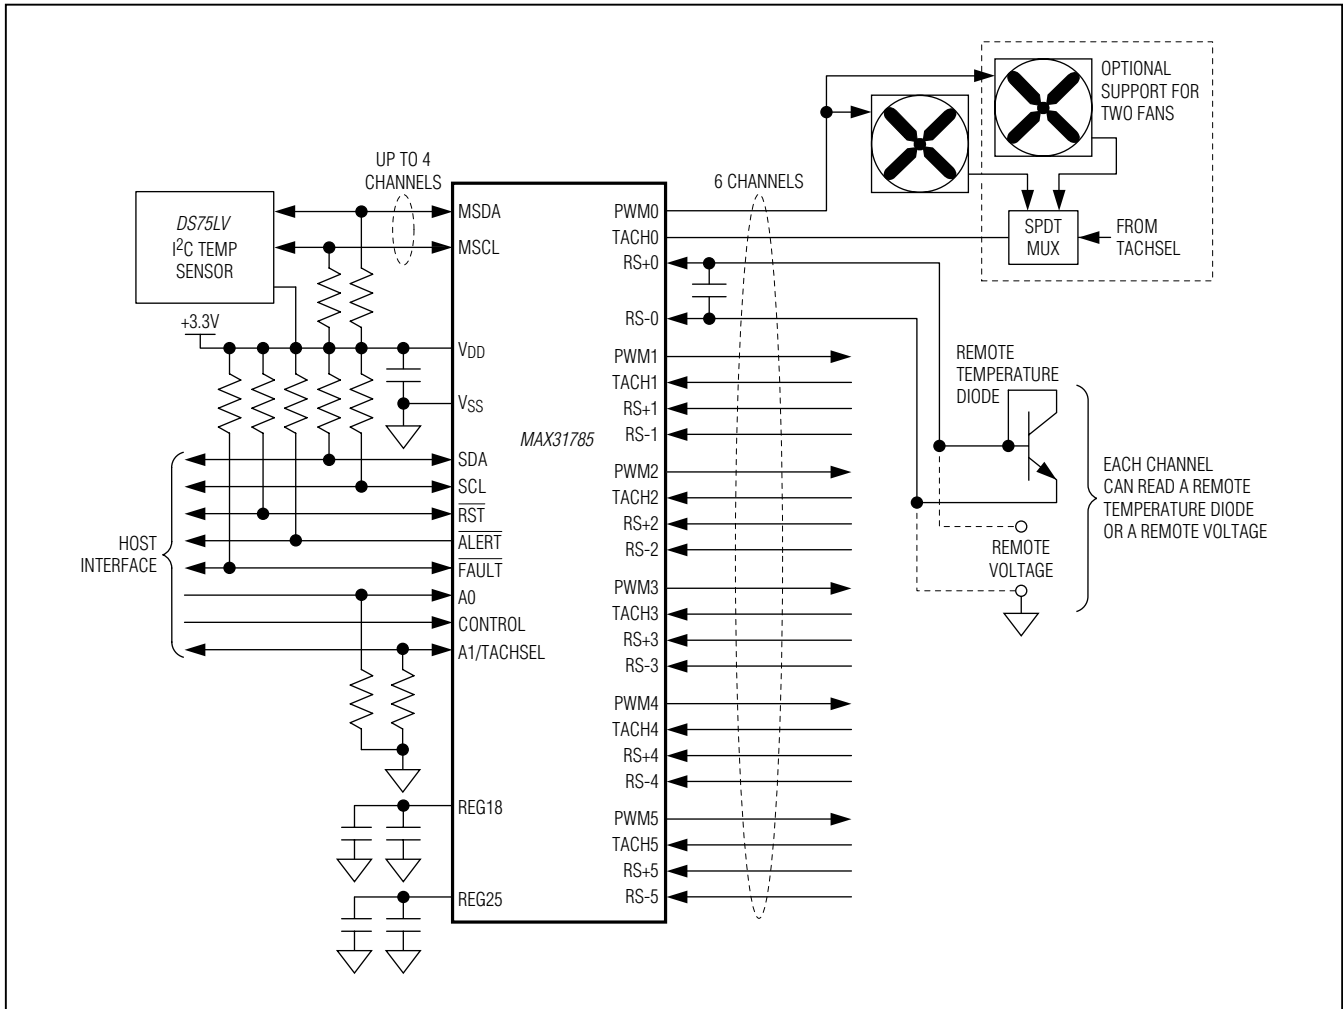 OPTIONAL
SUPPORT FOR
TWO FANS
UP TO 4
CHANNELS
6 CHANNELS
DS75LV
I2C TEMP
SENSOR
MSDA
MSCL
PWM0
TACH0
RS+0
RS-0
SPDT
MUX
FROM
TACHSEL
+3.3V
VDD
VSS
MAX31785
PWM1
TACH1
RS+1
RS-1
REMOTE
TEMPERATURE
DIODE
HOST
INTERFACE
SDA
SCL
RST
ALERT
FAULT
A0
CONTROL
A1/TACHSEL
PWM2
TACH2
RS+2
RS-2
EACH CHANNEL
CAN READ A REMOTE
TEMPERATURE DIODE
OR A REMOTE VOLTAGE
REMOTE
VOLTAGE
PWM3
TACH3
RS+3
RS-3
PWM4
TACH4
RS+4
RS-4
REG18
PWM5
TACH5
RS+5
RS-5
REG25